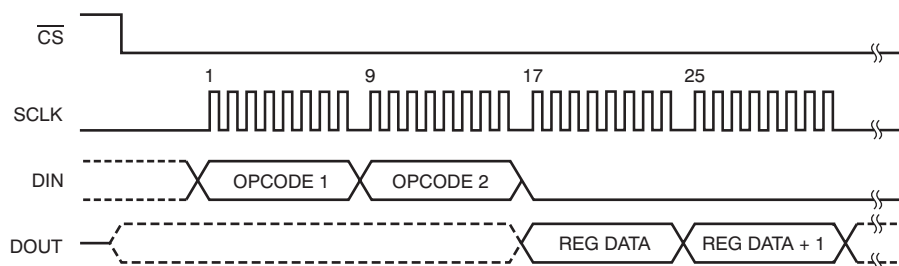 CS
1 9 17 25
SCLK
DIN OPCODE 1 OPCODE 2
DOUT REG DATA REG DATA + 1